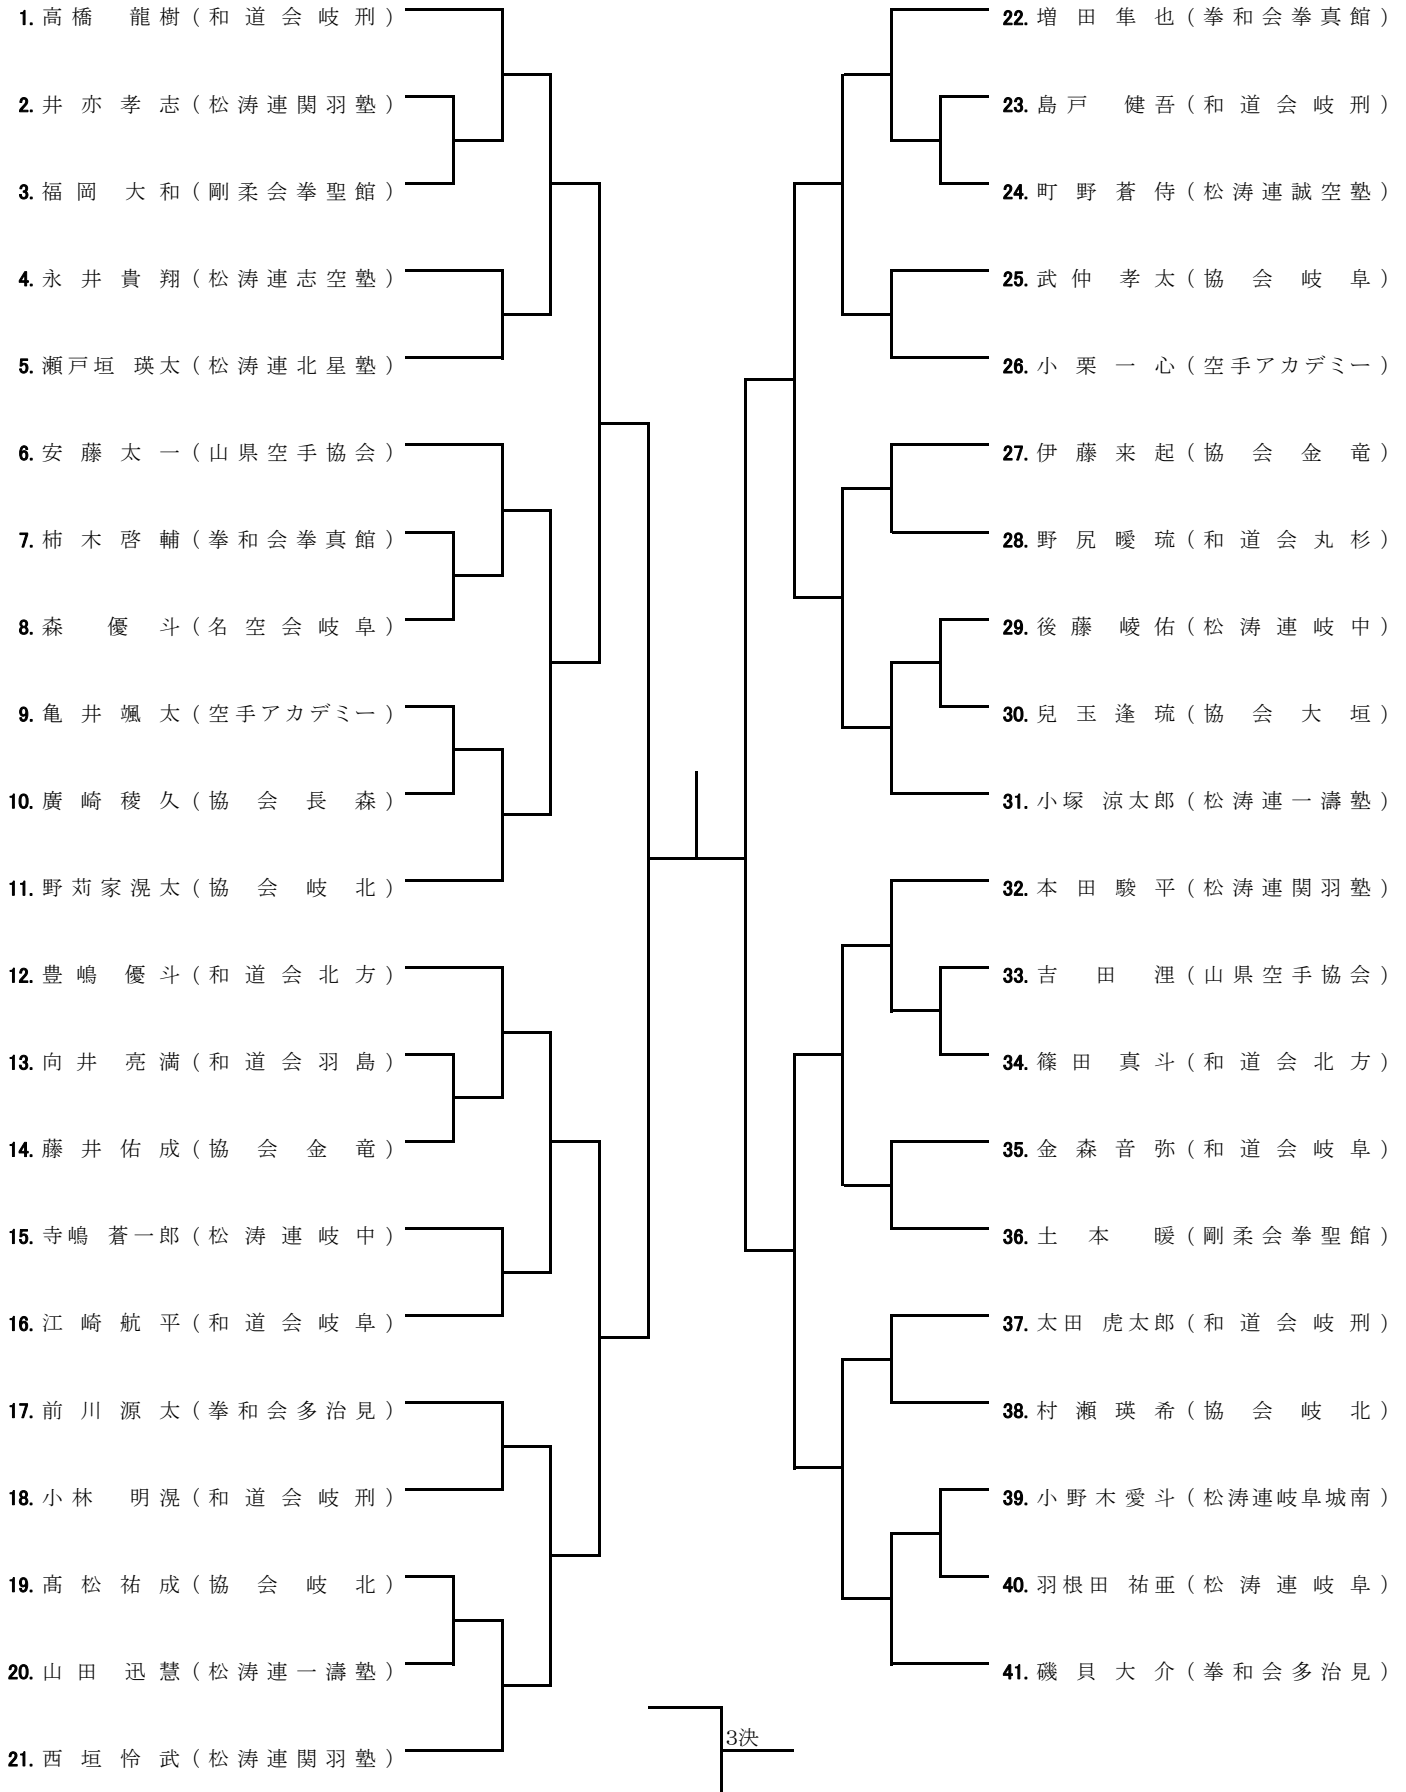 1. 高橋 龍樹 (和道会岐刑)
2. 井亦孝志 (松涛連関羽塾)
3. 福岡 大和 (剛柔会拳聖館)
4. 永井貴翔 (松涛連志空塾)
5. 瀬戸垣 瑛太 (松涛連北星塾)
6. 安藤太一 (山県空手協会)
7. 柿木啓輔 (拳和会拳真館)
8. 森 優斗 (名空会岐阜)
9. 亀井颯太 (空手アカデミー)
10. 廣崎稜久 (協会長森)
11. 野苅家滉太 (協会岐北)
12. 豊嶋 優斗 (和道会北方)
13. 向井 亮満 (和道会羽島)
14. 藤井佑成 (協会金竜)
15. 寺嶋 蒼一郎 (松涛連岐中)
16. 江崎航平 (和道会岐阜)
17. 前川源太 (拳和会多治見)
18. 小林 明滉 (和道会岐刑)
19. 髙松祐成 (協会岐北)
20. 山田 迅慧 (松涛連一濤塾)
21. 西垣怜武 (松涛連関羽塾)
22. 増田隼也 (拳和会拳真館)
23. 島戸 健吾 (和道会岐刑)
24. 町野蒼侍 (松涛連誠空塾)
25. 武仲 孝太 (協会岐阜)
26. 小栗一心 (空手アカデミー)
27. 伊藤来起 (協会金竜)
28. 野尻曖琉 (和道会丸杉)
29. 後藤 崚佑 (松涛連岐中)
30. 兒玉逢琉 (協会大垣)
31. 小塚 涼太郎 (松涛連一濤塾)
32. 本田駿平 (松涛連関羽塾)
33. 吉田 浬 (山県空手協会)
34. 篠田 真斗 (和道会北方)
35. 金森音弥 (和道会岐阜)
36. 土本 暖 (剛柔会拳聖館)
37. 太田 虎太郎 (和道会岐刑)
38. 村瀬瑛希 (協会岐北)
39. 小野木愛斗 (松涛連岐阜城南)
40. 羽根田 祐亜 (松涛連岐阜)
41. 磯貝大介 (拳和会多治見)
3決